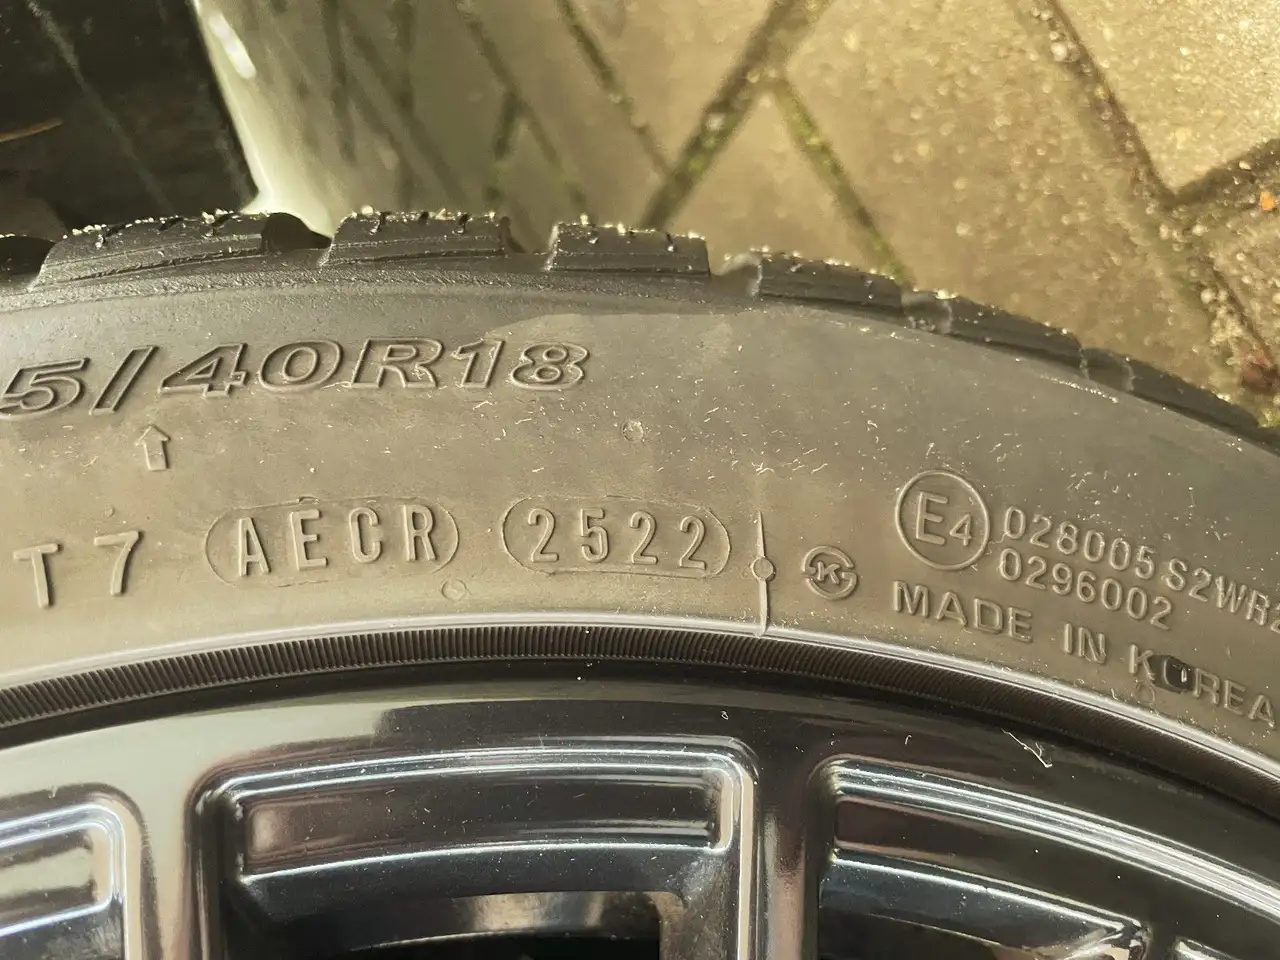 5/40R18
T7 AECR 2522
K
E4 028005 S2WR2
0296002
MADE IN KOREA